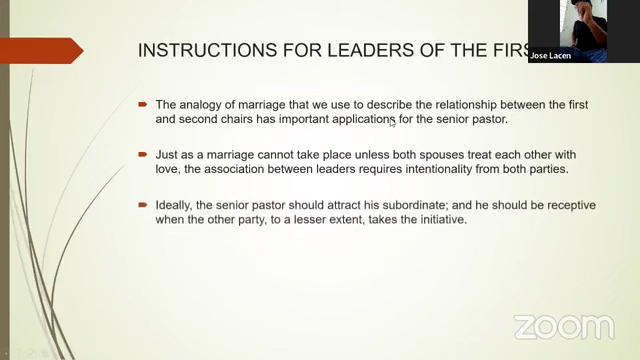 INSTRUCTIONS FOR LEADERS OF THE FIRS
Jose Lacen
The analogy of marriage that we use to describe the relationship between the first
and second chairs has important applications for the senior pastor.
Just as a marriage cannot take place unless both spouses treat each other with
love, the association between leaders requires intentionality from both parties.
Ideally, the senior pastor should attract his subordinate; and he should be receptive
when the other party, to a lesser extent, takes the initiative.
zoom